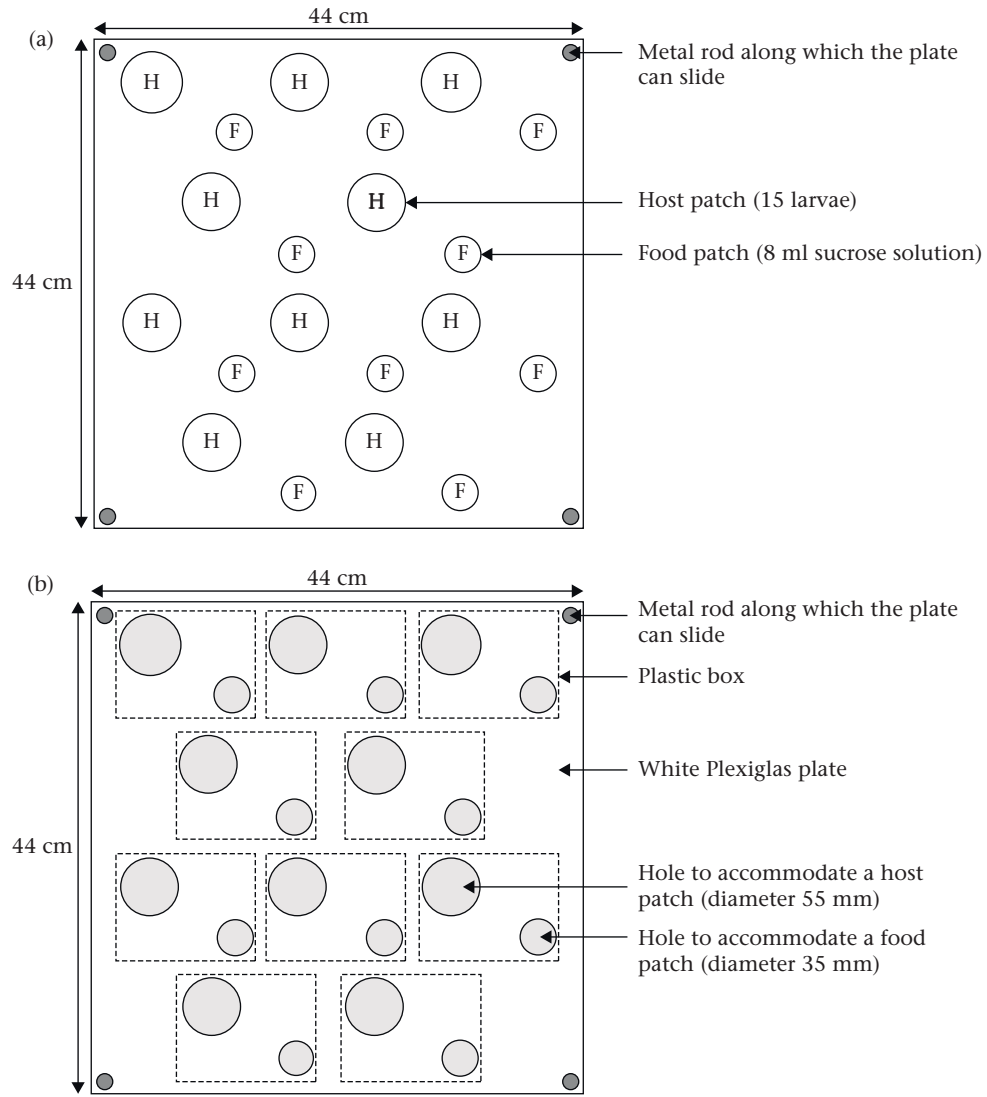 44 cm
(a)
Metal rod along which the plate
can slide
H H H
F F F
H H
Host patch (15 larvae)
F F
Food patch (8 ml sucrose solution)
44 cm
H H H
F F F
H H
F F
(b)
44 cm
Metal rod along which the plate
can slide
Plastic box
White Plexiglas plate
44 cm
Hole to accommodate a host
patch (diameter 55 mm)
Hole to accommodate a food
patch (diameter 35 mm)